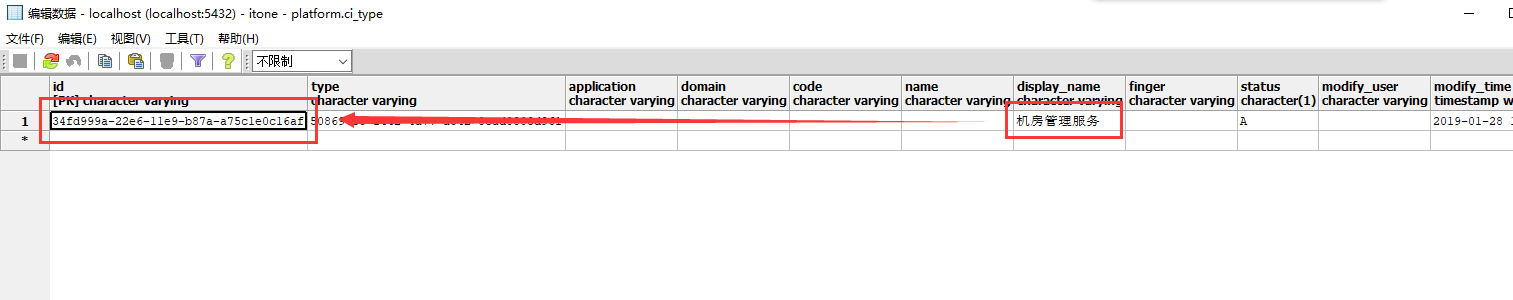 编辑数据 - localhost (localhost:5432) - itone - platform.ci_type
文件(F) 编辑(E) 视图(V) 工具(T) 帮助(H)
不限制
id type application domain code name display_name finger status modify_user modify_time
[PK] character varying character varying character varying character varying character varying character varying character varying character varying character(1) character varying timestamp w
1 34fd999a-22e6-11e9-b87a-a75c1e0c16af 机房管理服务 A 2019-01-28
*